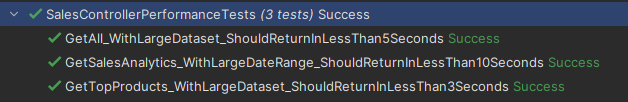 SalesControllerPerformanceTests (3 tests) Success
GetAll_WithLargeDataset_ShouldReturnInLessThan5Seconds Success
GetSalesAnalytics_WithLargeDateRange_ShouldReturnInLessThan10Seconds Success
GetTopProducts_WithLargeDataset_ShouldReturnInLessThan3Seconds Success